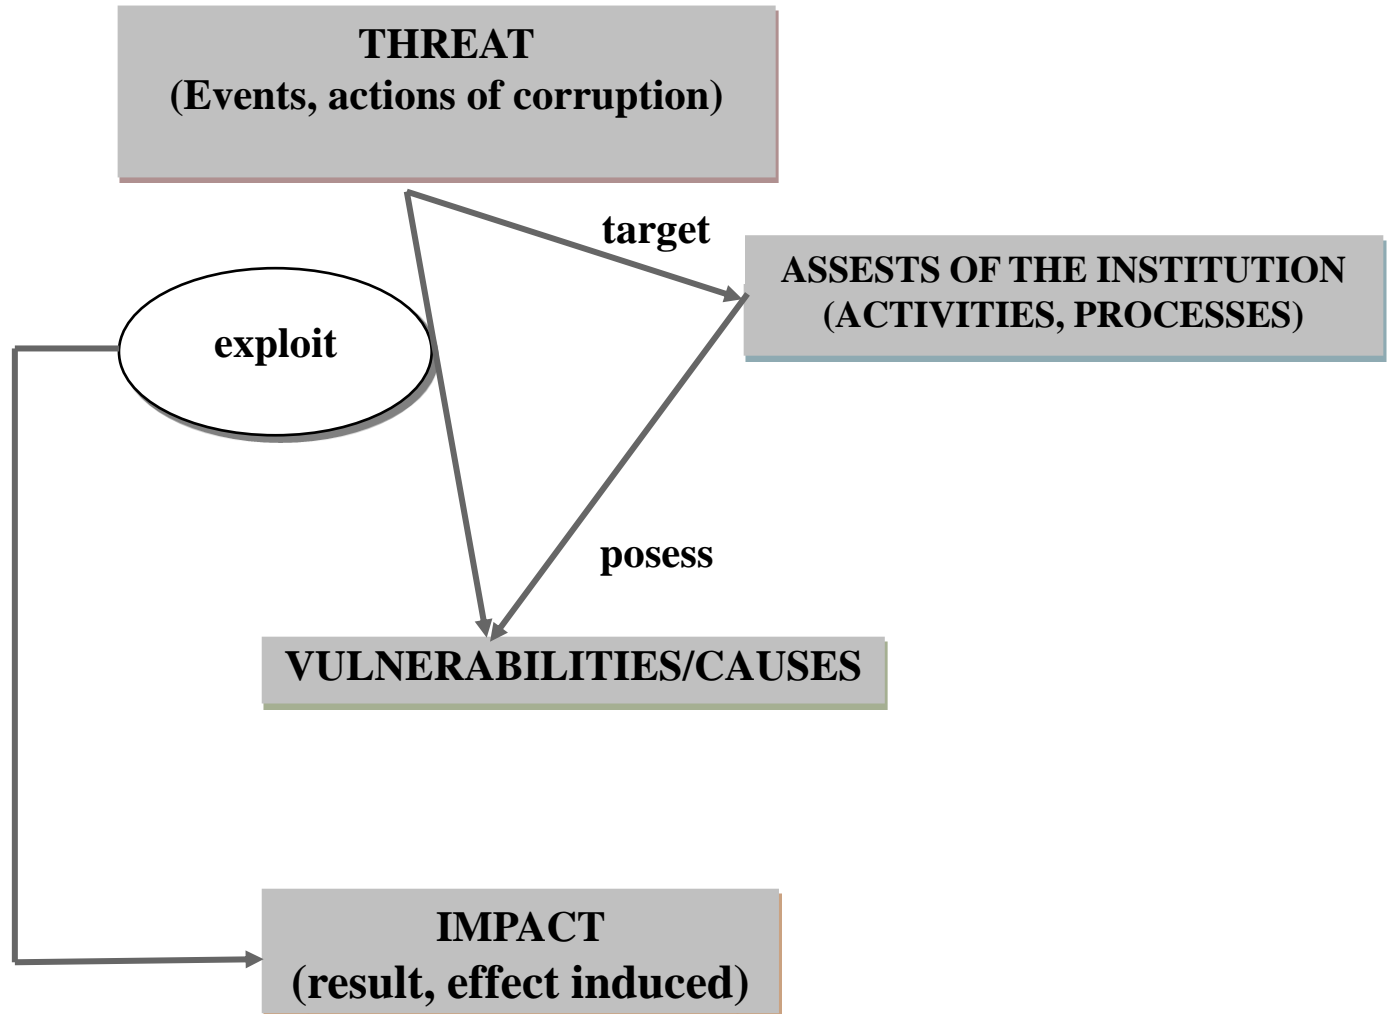 THREAT
(Events, actions of corruption)
target
ASSESTS OF THE INSTITUTION
(ACTIVITIES, PROCESSES)
exploit
posess
VULNERABILITIES/CAUSES
IMPACT
(result, effect induced)